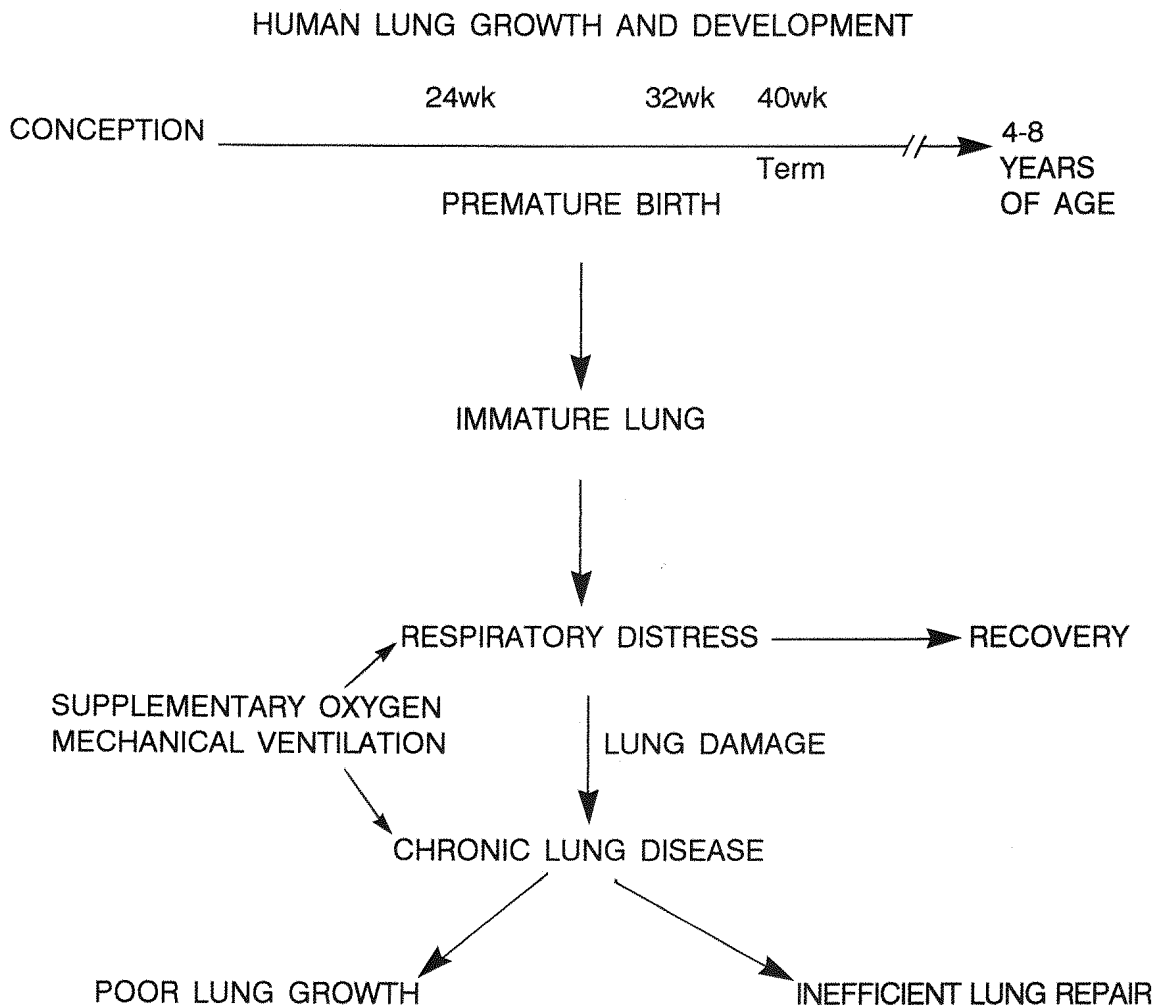 HUMAN LUNG GROWTH AND DEVELOPMENT
24wk 32wk 40wk
CONCEPTION
Term
4-8
YEARS
OF AGE
PREMATURE BIRTH
IMMATURE LUNG
RESPIRATORY DISTRESS
RECOVERY
SUPPLEMENTARY OXYGEN
MECHANICAL VENTILATION
LUNG DAMAGE
CHRONIC LUNG DISEASE
POOR LUNG GROWTH
INEFFICIENT LUNG REPAIR